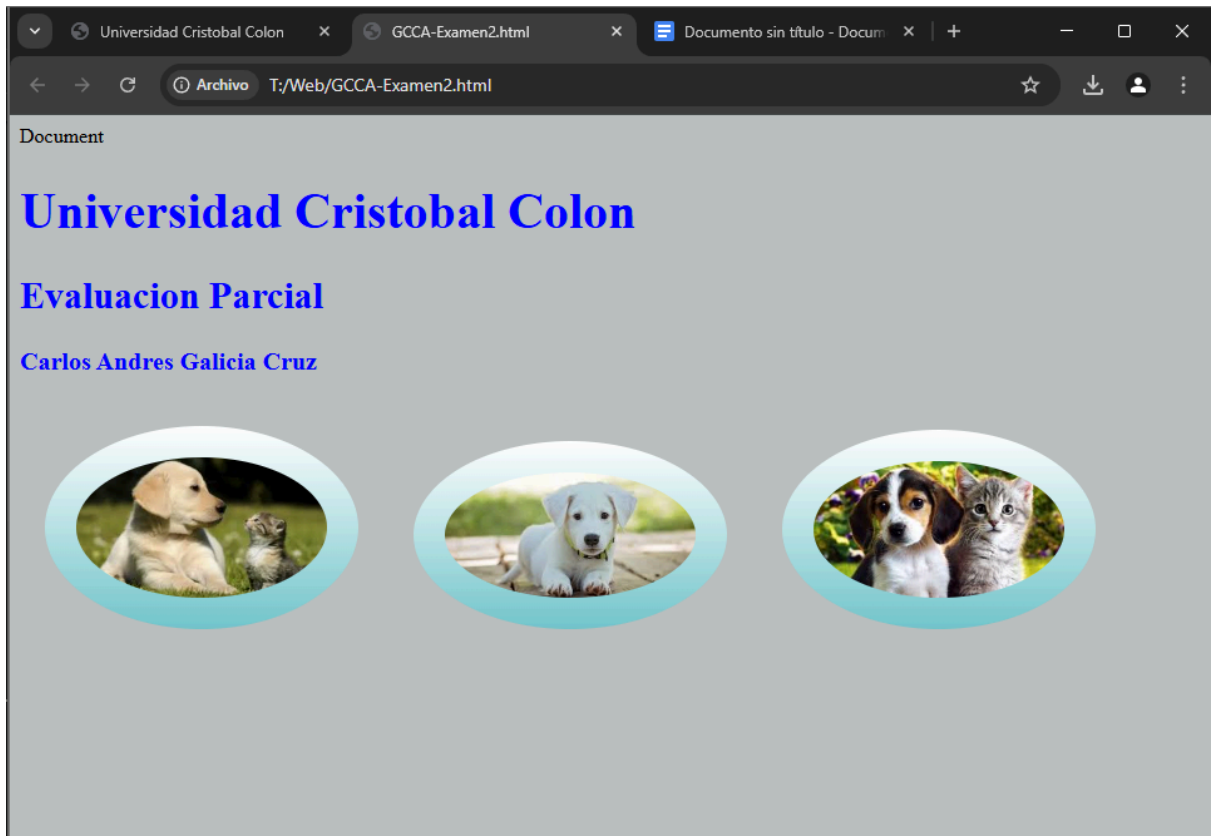 Universidad Cristobal Colon
GCCA-Examen2.html
Documento sin título - Docum
Archivo T:/Web/GCCA-Examen2.html
Document
Universidad Cristobal Colon
Evaluacion Parcial
Carlos Andres Galicia Cruz